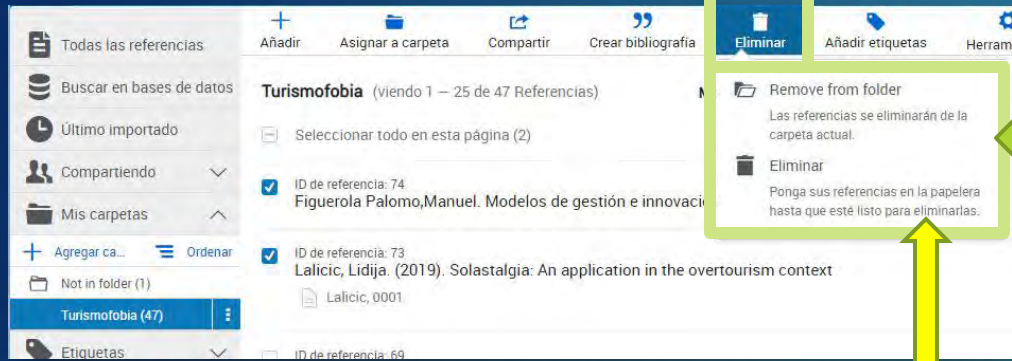 Todas las referencias
Buscar en bases de datos
Último importado
Compartiendo
Mis carpetas
Agregar ca... Ordenar
Not in folder (1)
Turismofobia (47)
Etiquetas
Añadir Asignar a carpeta Compartir Crear bibliografía Eliminar Añadir etiquetas Herram
Turismofobia (viendo 1 – 25 de 47 Referencias)
Seleccionar todo en esta página (2)
ID de referencia: 74
Figuerola Palomo,Manuel. Modelos de gestión e innovaci
ID de referencia: 73
Lalicic, Lidija. (2019). Solastalgia: An application in the overtourism context
Lalicic, 0001
ID de referencia: 69
Remove from folder
Las referencias se eliminarán de la
carpeta actual.
Eliminar
Ponga sus referencias en la papelera
hasta que esté listo para eliminarlas.